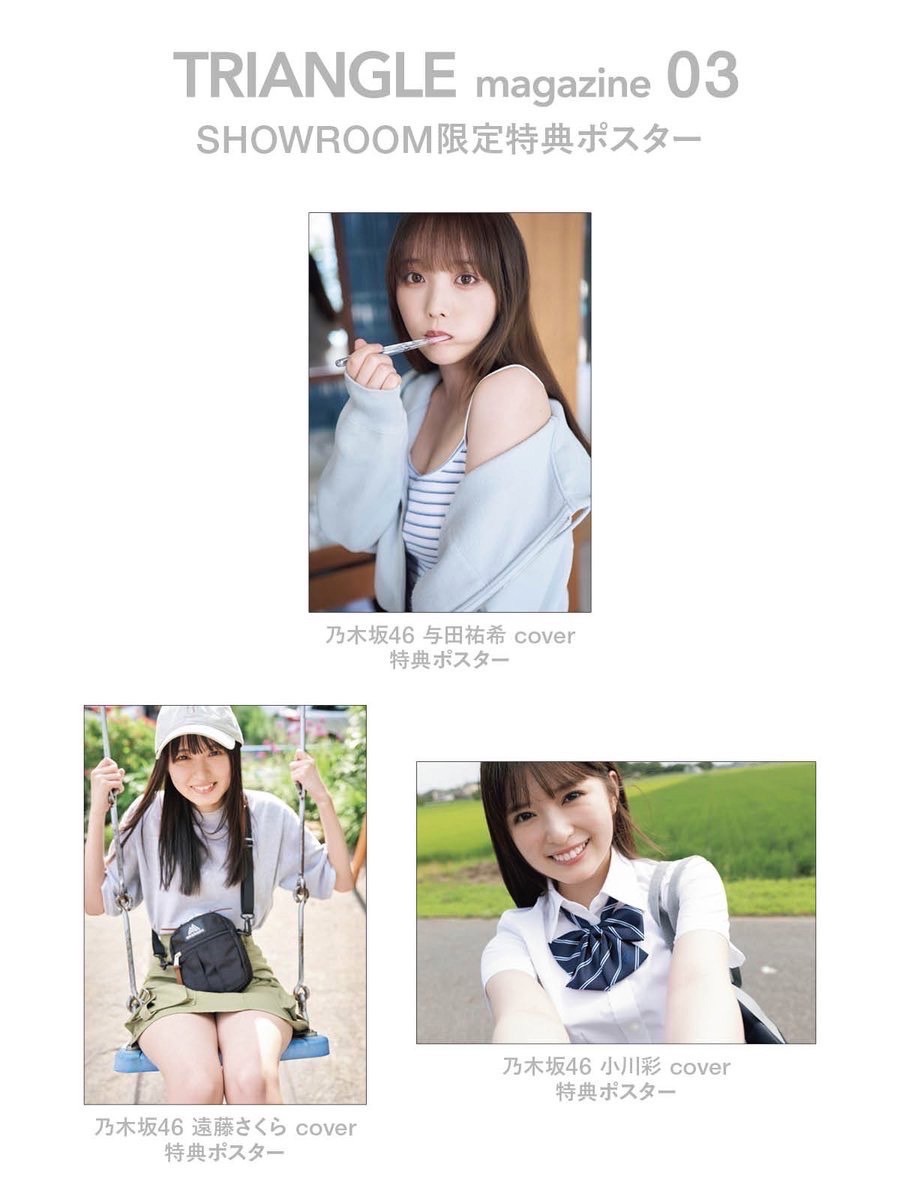 TRIANGLE magazine 03
SHOWROOM限定特典ポスター
乃木坂46 与田祐希 cover
特典ポスター
乃木坂46 遠藤さくら cover
特典ポスター
乃木坂46 小川彩 cover
特典ポスター